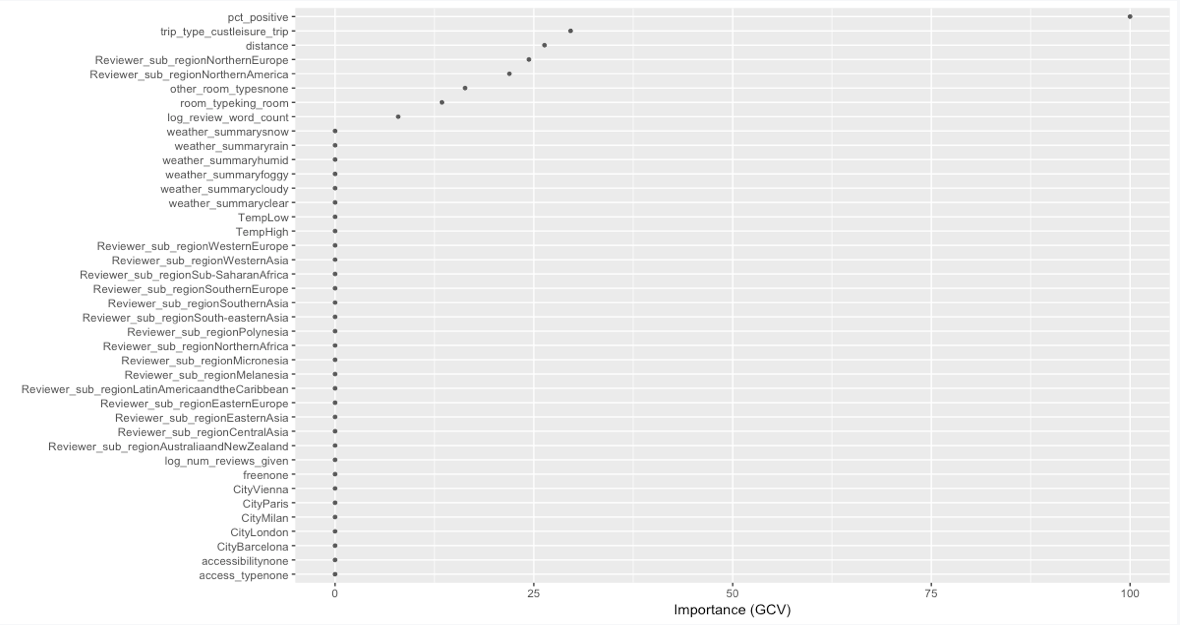 pct_positive
trip_type_custleisure_trip
distance
Reviewer_sub_regionNorthernEurope
Reviewer_sub_regionNorthernAmerica
other_room_typesnone
room_typeking_room
log_review_word_count
weather_summarysnow
weather_summaryrain
weather_summaryhumid
weather_summaryfoggy
weather_summarycloudy
weather_summaryclear
TempLow
TempHigh
Reviewer_sub_regionWesternEurope
Reviewer_sub_regionWesternAsia
Reviewer_sub_regionSub-SaharanAfrica
Reviewer_sub_regionSouthernEurope
Reviewer_sub_regionSouthernAsia
Reviewer_sub_regionSouth-easternAsia
Reviewer_sub_regionPolynesia
Reviewer_sub_regionNorthernAfrica
Reviewer_sub_regionMicronesia
Reviewer_sub_regionMelanesia
Reviewer_sub_regionLatinAmericaandtheCaribbean
Reviewer_sub_regionEasternEurope
Reviewer_sub_regionEasternAsia
Reviewer_sub_regionCentralAsia
Reviewer_sub_regionAustraliaandNewZealand
log_num_reviews_given
freenone
CityVienna
CityParis
CityMilan
CityLondon
CityBarcelona
accessibilitynone
access_typenone
0 25 50 75 100
Importance (GCV)